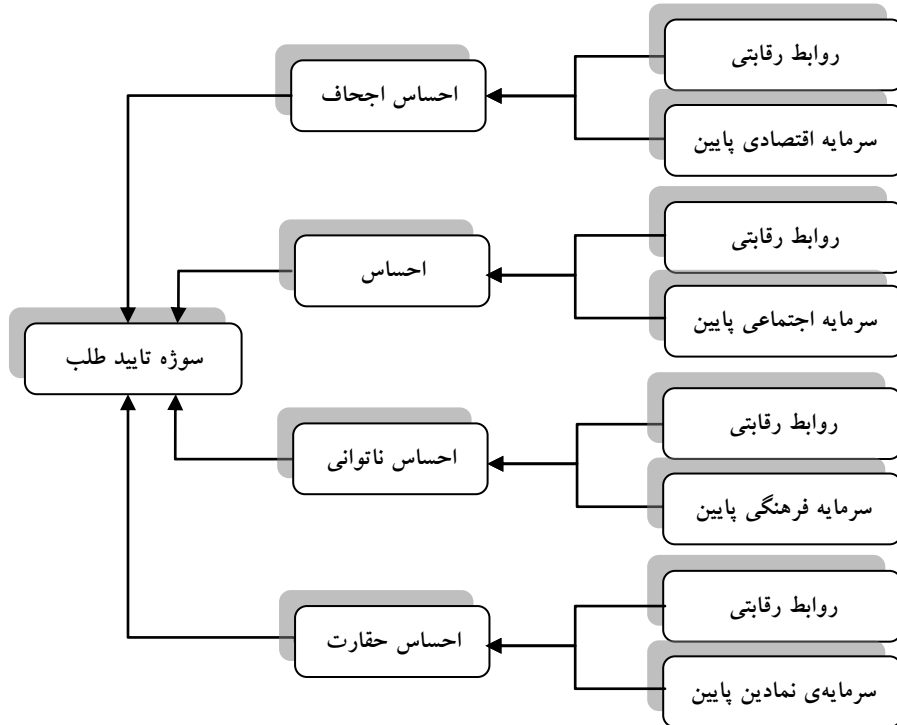 روابط رقابتی
احساس اجحاف
سرمایه اقتصادی پایین
روابط رقابتی
احساس
سرمایه اجتماعی پایین
سوژه تایید طلب
روابط رقابتی
احساس ناتوانی
سرمایه فرهنگی پایین
روابط رقابتی
احساس حقارت
سرمایه‌ی نمادین پایین